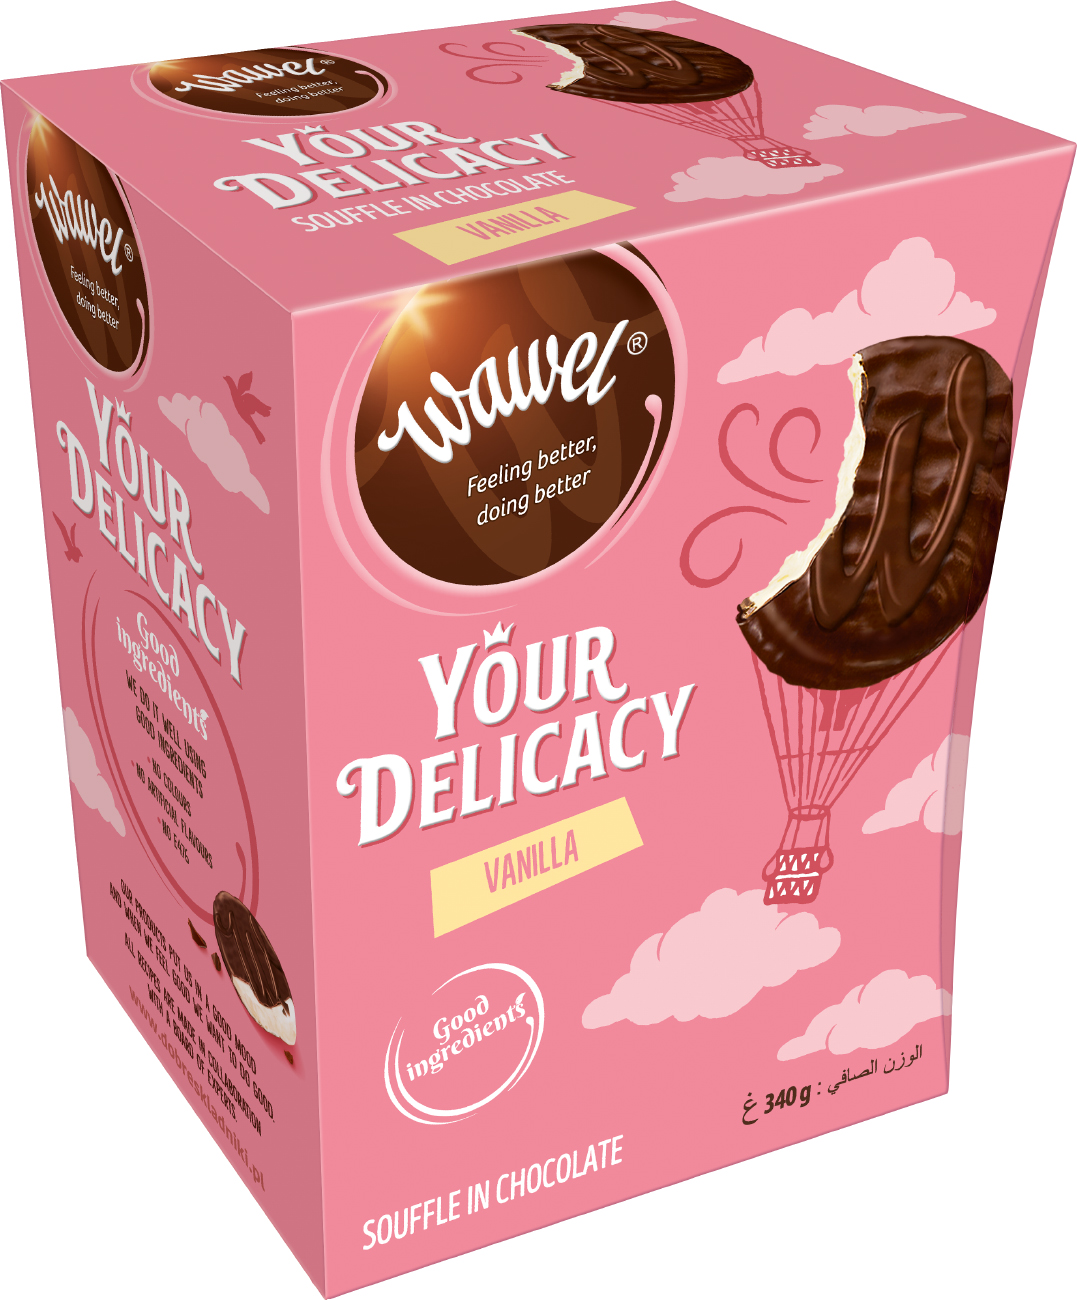 wawel®
Feeling better,
doing better
YOUR
DELICACY
SOUFFLE IN CHOCOLATE
VANILLA
wawel®
Feeling better,
doing better
YOUR
DELICACY
Good
ingredients
WE DO IT WELL USING
GOOD INGREDIENTS
• NO COLOURS
• NO ARTIFICIAL FLAVOURS
• NO E476
OUR PRODUCTS PUT US IN A GOOD MOOD
AND WHEN WE FEEL GOOD WE WANT TO DO GOOD.
ALL RECIPES ARE MADE IN COLLABORATION
WITH A BOARD OF EXPERTS
www.dobreskladniki.pl
wawel®
Feeling better,
doing better
YOUR
DELICACY
VANILLA
Good
ingredients
الوزن الصافي : 340 g غ
SOUFFLE IN CHOCOLATE